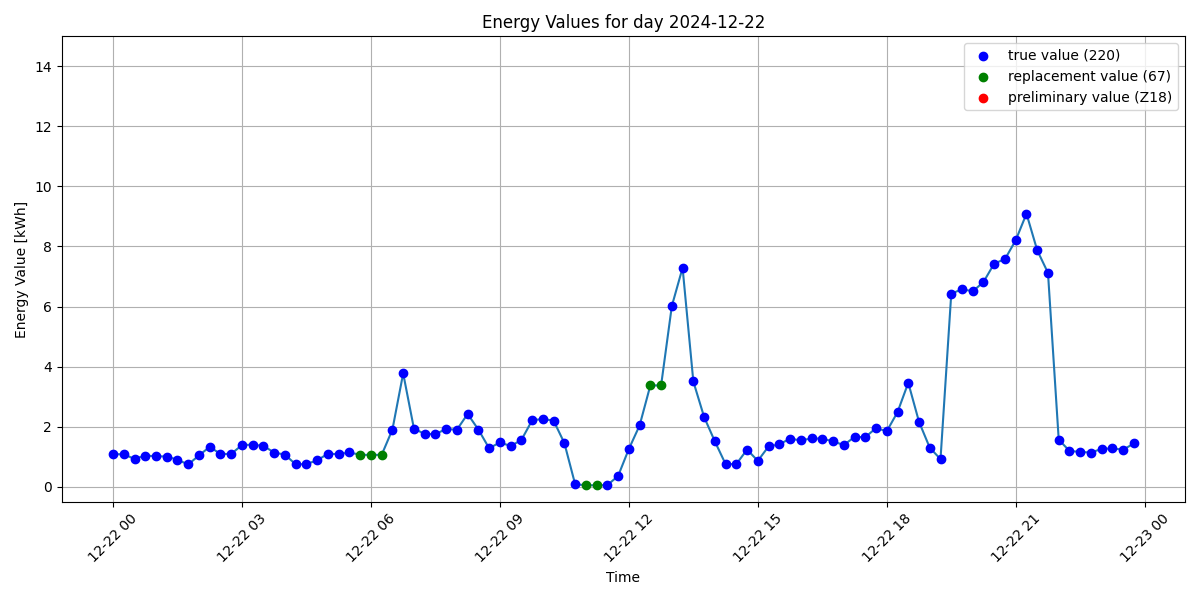 Energy Values for day 2024-12-22
true value (220)
replacement value (67)
preliminary value (Z18)
Energy Value [kWh]
14
12
10
8
6
4
2
0
12-22 00
12-22 03
12-22 06
12-22 09
12-22 12
12-22 15
12-22 18
12-22 21
12-23 00
Time